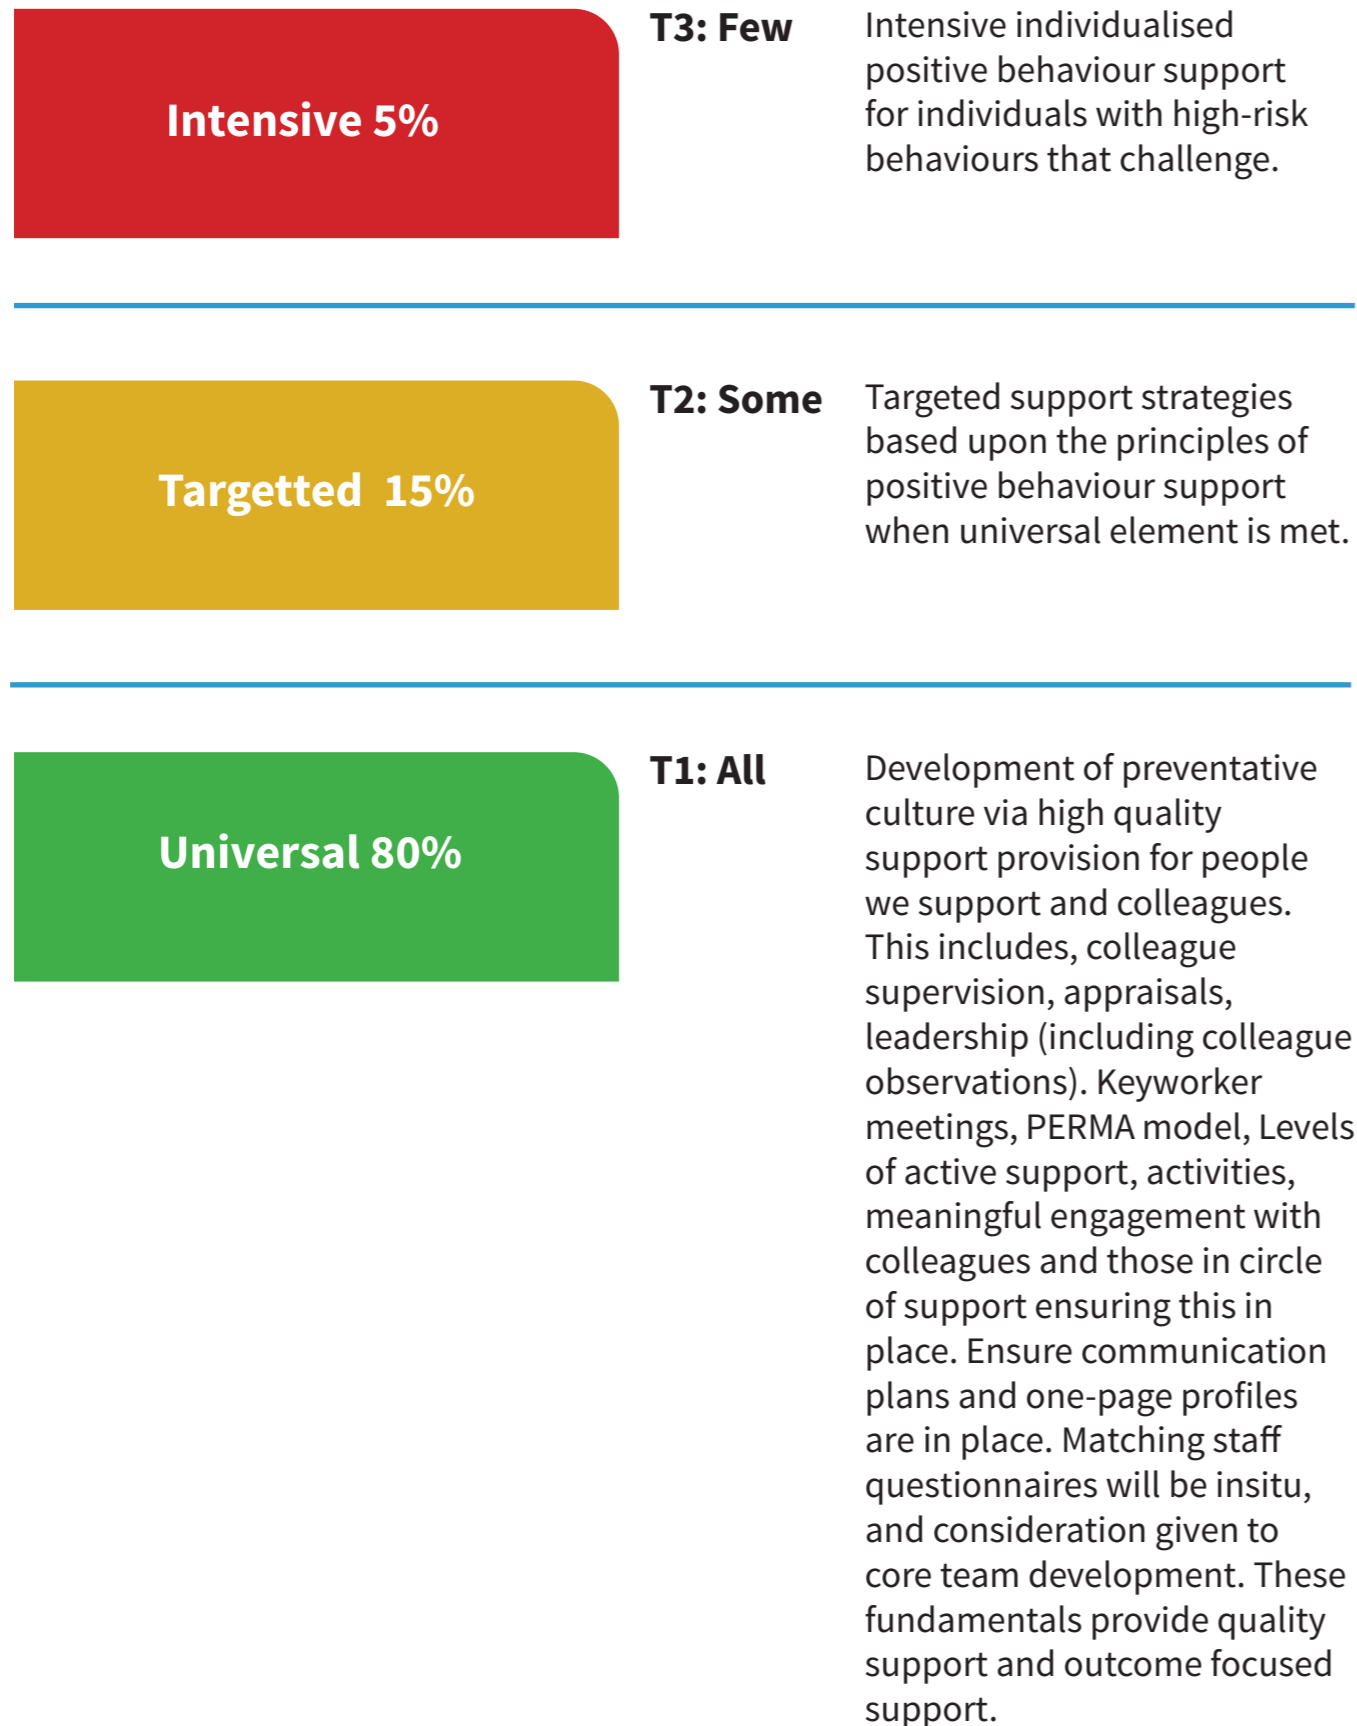 Intensive 5%
T3: Few
Intensive individualised
positive behaviour support
for individuals with high-risk
behaviours that challenge.
Targetted 15%
T2: Some
Targeted support strategies
based upon the principles of
positive behaviour support
when universal element is met.
Universal 80%
T1: All
Development of preventative
culture via high quality
support provision for people
we support and colleagues.
This includes, colleague
supervision, appraisals,
leadership (including colleague
observations). Keyworker
meetings, PERMA model, Levels
of active support, activities,
meaningful engagement with
colleagues and those in circle
of support ensuring this in
place. Ensure communication
plans and one-page profiles
are in place. Matching staff
questionnaires will be insitu,
and consideration given to
core team development. These
fundamentals provide quality
support and outcome focused
support.